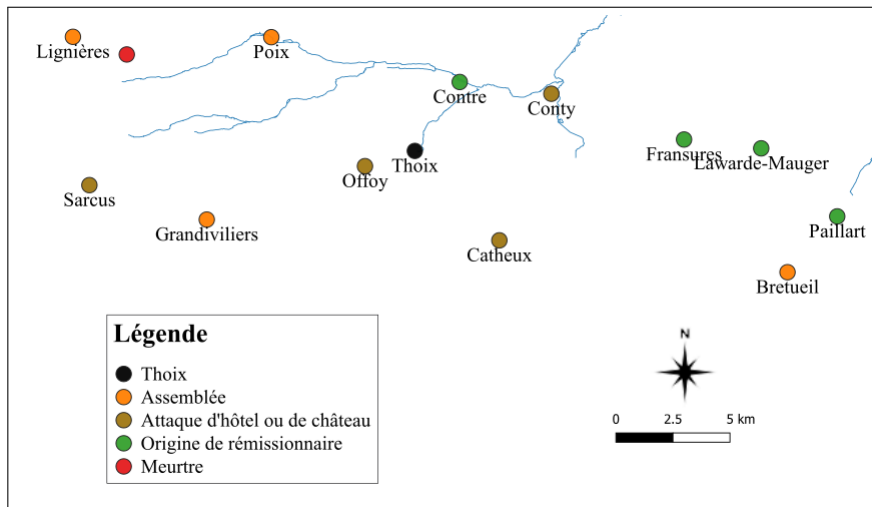 Lignières
Poix
Contre
Conty
Thoix
Offoy
Fransures
Lawarde-Mauger
Sarcus
Grandiviliers
Paillart
Catheux
Bretueil
Légende
Thoix
Assemblée
Attaque d'hôtel ou de château
Origine de rémissionnaire
Meurtre
N
0 2.5 5 km